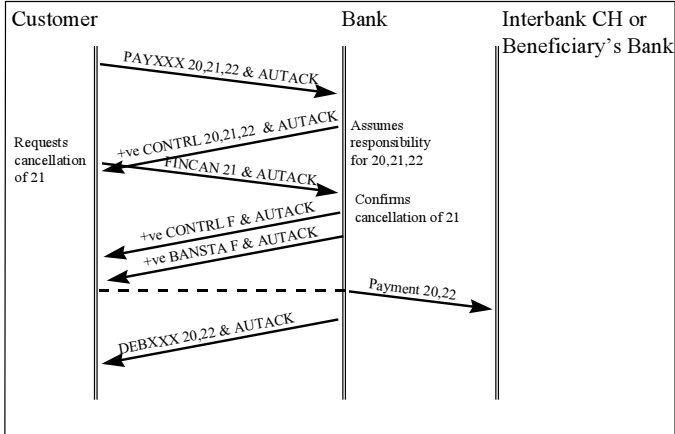 Customer
Bank
Interbank CH or
Beneficiary's Bank
PAYXXX 20,21,22 & AUTACK
+ve CONTRL 20,21,22 & AUTACK
Assumes
responsibility
for 20,21,22
Requests
cancellation
of 21
FINCAN 21 & AUTACK
Confirms
cancellation of 21
+ve CONTRL F & AUTACK
+ve BANSTA F & AUTACK
Payment 20,22
DEBXXX 20,22 & AUTACK